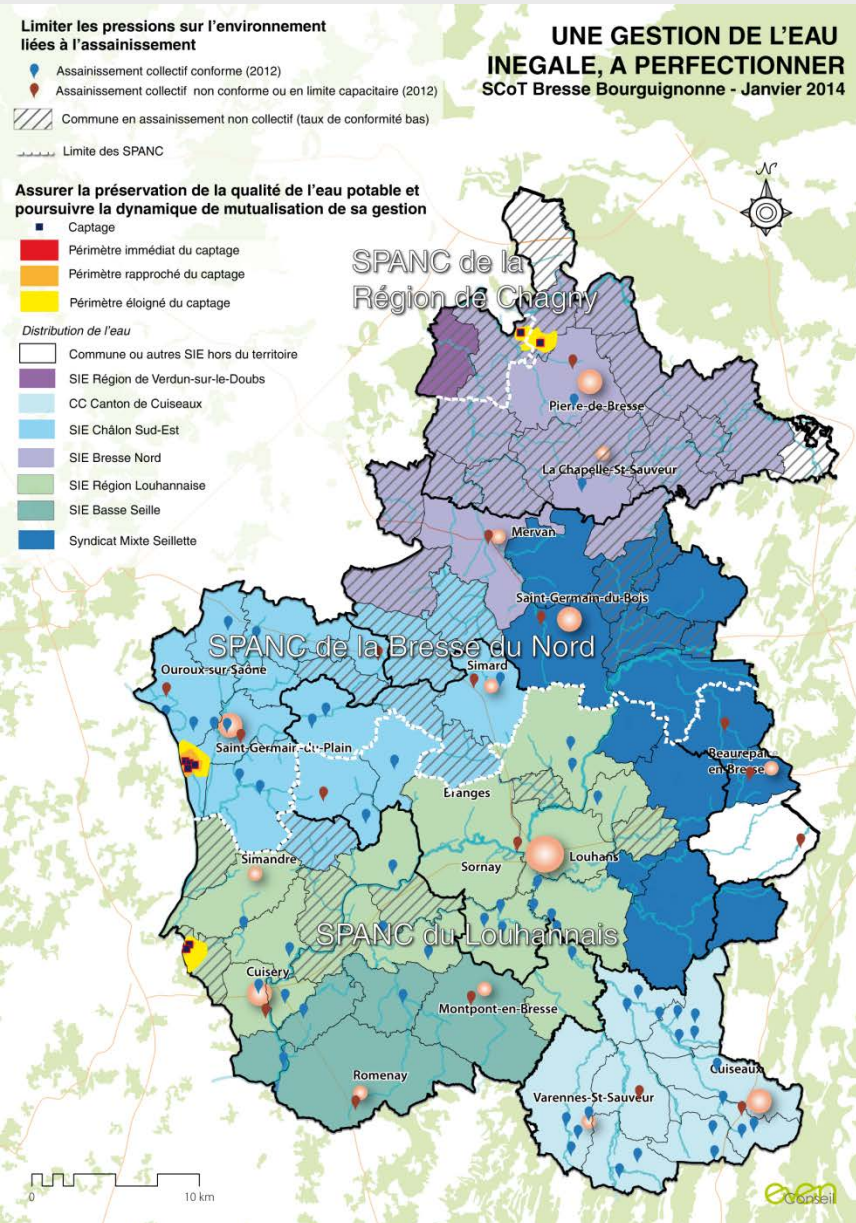 Limiter les pressions sur l'environnement
liées à l'assainissement
Assainissement collectif conforme (2012)
Assainissement collectif non conforme ou en limite capacitaire (2012)
Commune en assainissement non collectif (taux de conformité bas)
Limite des SPANC
Assurer la préservation de la qualité de l'eau potable et
poursuivre la dynamique de mutualisation de sa gestion
Captage
Périmètre immédiat du captage
Périmètre rapproché du captage
Périmètre éloigné du captage
Distribution de l'eau
Commune ou autres SIE hors du territoire
SIE Région de Verdun-sur-le-Doubs
CC Canton de Cuiseaux
SIE Châlon Sud-Est
SIE Bresse Nord
SIE Région Louhannaise
SIE Basse Seille
Syndicat Mixte Seillette
UNE GESTION DE L'EAU
INEGALE, A PERFECTIONNER
SCoT Bresse Bourguignonne - Janvier 2014
N
SPANC de la
Région de Chagny
Pierre-de-Bresse
La Chapelle-St-Sauveur
Mervan
Saint-Germain-du-Bois
SPANC de la Bresse du Nord
Ouroux-sur-Saône
Simard
Saint-Germain-du-Plain
Beaurepaire
en Bresse
Branges
Simandre
Sornay
Louhans
SPANC du Louhannais
Cuisery
Montpont-en-Bresse
Romenay
Cuiseaux
Varennes-St-Sauveur
0
10 km
even
Conseil